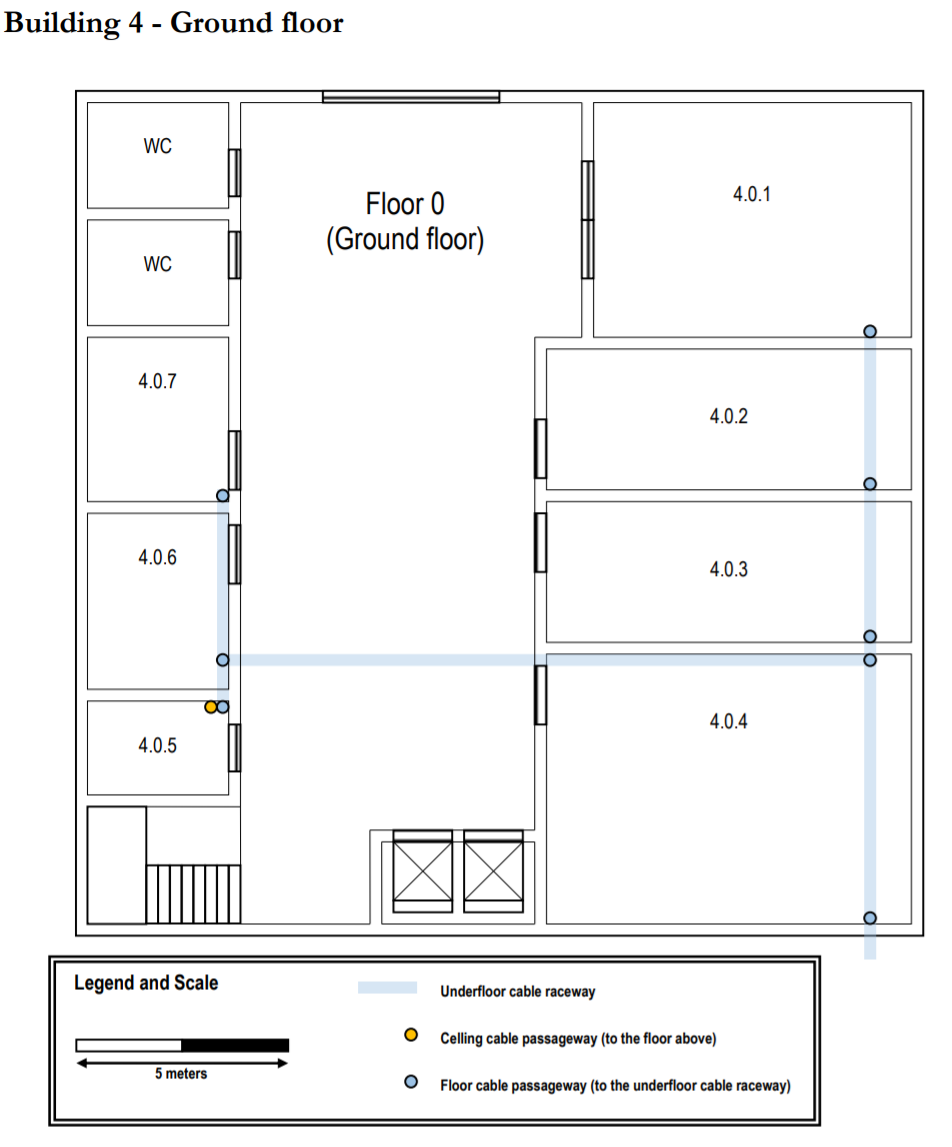 Building 4 - Ground floor
WC
4.0.1
Floor 0
(Ground floor)
WC
4.0.7
4.0.2
4.0.6
4.0.3
4.0.4
4.0.5
Legend and Scale
Underfloor cable raceway
Celling cable passageway (to the floor above)
5 meters
Floor cable passageway (to the underfloor cable raceway)